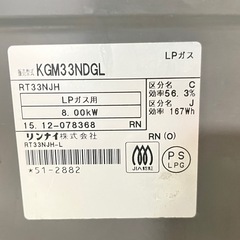 LPガス
KGM33NDGL
区分名 C
効率56.3%
区分名 F
効率 167Wh
RT33NJH
LPガス用
8.00kW
15.12-078368 RN
リンナイ株式会社
RT33NJH-L
RN(O)
*51-2882
PS
LPG